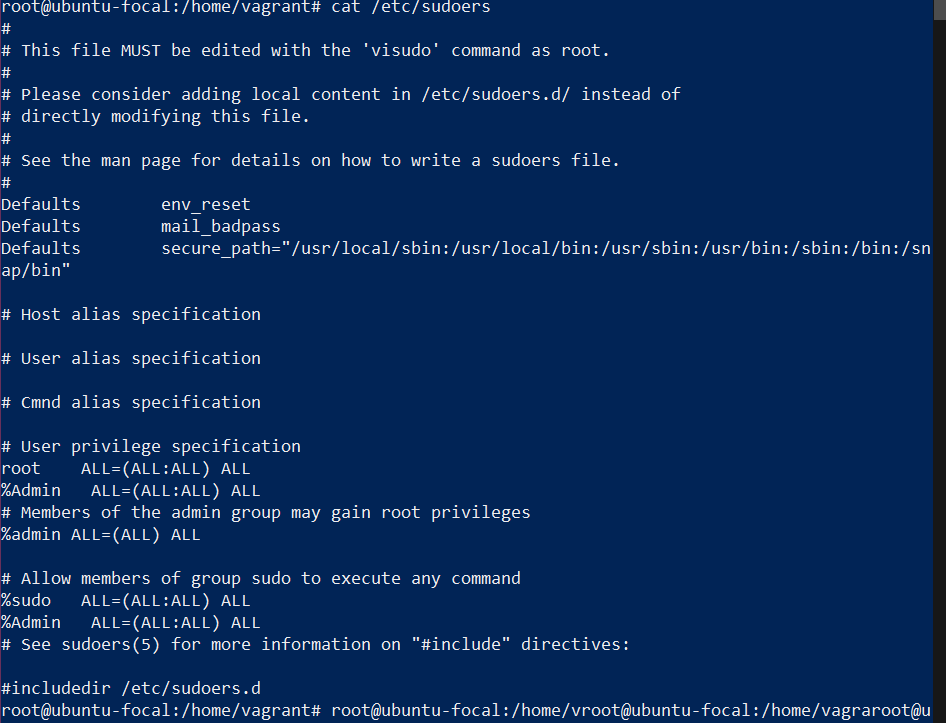 root@ubuntu-focal:/home/vagrant# cat /etc/sudoers
#
# This file MUST be edited with the 'visudo' command as root.
#
# Please consider adding local content in /etc/sudoers.d/ instead of
# directly modifying this file.
#
# See the man page for details on how to write a sudoers file.
#
Defaults        env_reset
Defaults        mail_badpass
Defaults        secure_path="/usr/local/sbin:/usr/local/bin:/usr/sbin:/usr/bin:/sbin:/bin:/sn
ap/bin"

# Host alias specification

# User alias specification

# Cmnd alias specification

# User privilege specification
root    ALL=(ALL:ALL) ALL
%Admin   ALL=(ALL:ALL) ALL
# Members of the admin group may gain root privileges
%admin ALL=(ALL) ALL

# Allow members of group sudo to execute any command
%sudo   ALL=(ALL:ALL) ALL
%Admin   ALL=(ALL:ALL) ALL
# See sudoers(5) for more information on "#include" directives:

#includedir /etc/sudoers.d
root@ubuntu-focal:/home/vagrant# root@ubuntu-focal:/home/vroot@ubuntu-focal:/home/vagraroot@u